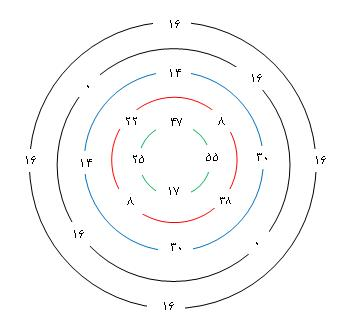 ۱۶
۱۴
۰ ۱۶
۲۲ ۴۷ ۸
۱۶ ۱۴ ۲۵ ۵۵ ۳۰ ۱۶
۸ ۱۷ ۳۸
۱۶ ۳۰ ۰
۱۶